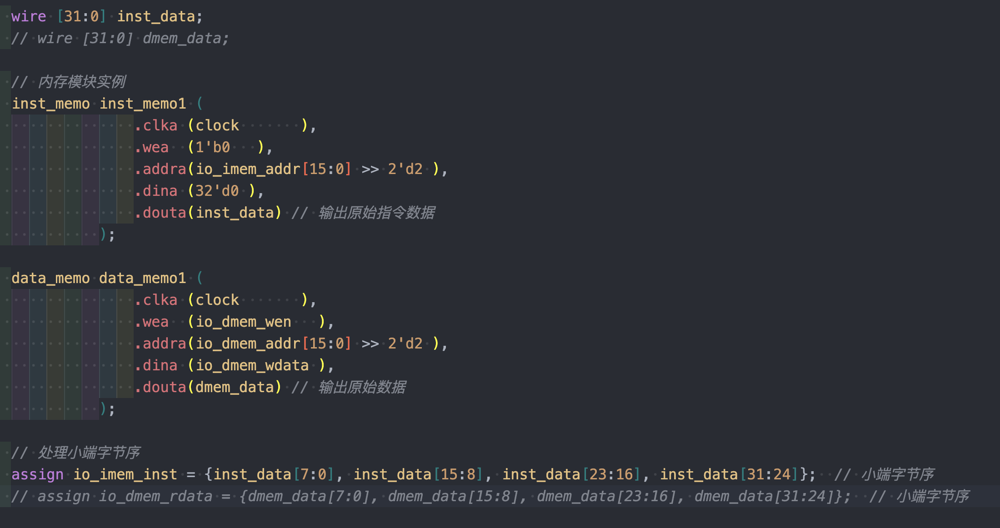 wire [31:0] inst_data;
// wire [31:0] dmem_data;
// 内存模块实例
inst_memo inst_memo1 (
.clka (clock       ),
.wea  (1'b0   ),
.addra(io_imem_addr[15:0] >> 2'd2 ),
.dina (32'd0 ),
.douta(inst_data) // 输出原始指令数据
);
data_memo data_memo1 (
.clka (clock       ),
.wea  (io_dmem_wen   ),
.addra(io_dmem_addr[15:0] >> 2'd2 ),
.dina (io_dmem_wdata ),
.douta(dmem_data) // 输出原始数据
);
// 处理小端字节序
assign io_imem_inst = {inst_data[7:0], inst_data[15:8], inst_data[23:16], inst_data[31:24]};  // 小端字节序
// assign io_dmem_rdata = {dmem_data[7:0], dmem_data[15:8], dmem_data[23:16], dmem_data[31:24]};  // 小端字节序